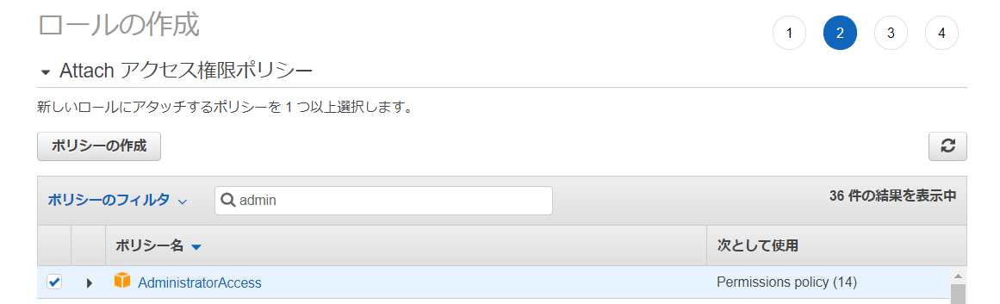 ロールの作成
1 2 3 4
Attach アクセス権限ポリシー
新しいロールにアタッチするポリシーを 1 つ以上選択します。
ポリシーの作成
ポリシーのフィルタ admin 36 件の結果を表示中
ポリシー名 次として使用
AdministratorAccess Permissions policy (14)